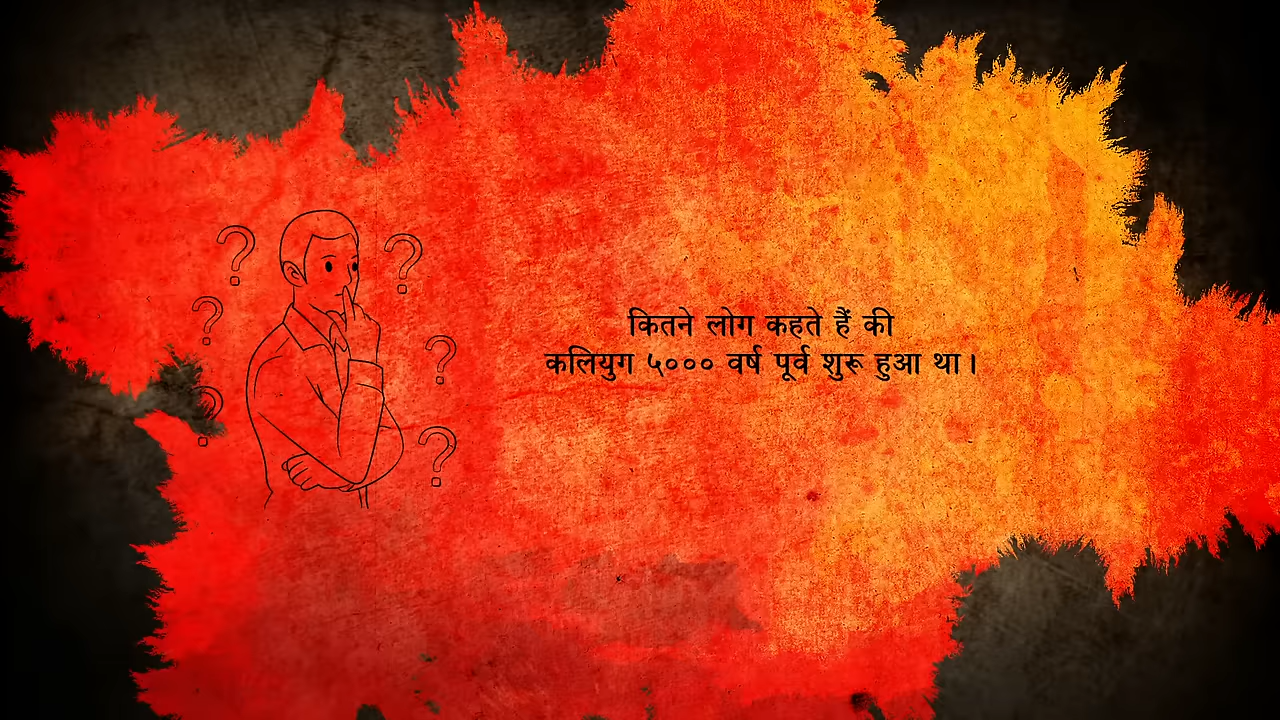 कितने लोग कहते हैं की
कलियुग ५००० वर्ष पूर्व शुरू हुआ था।